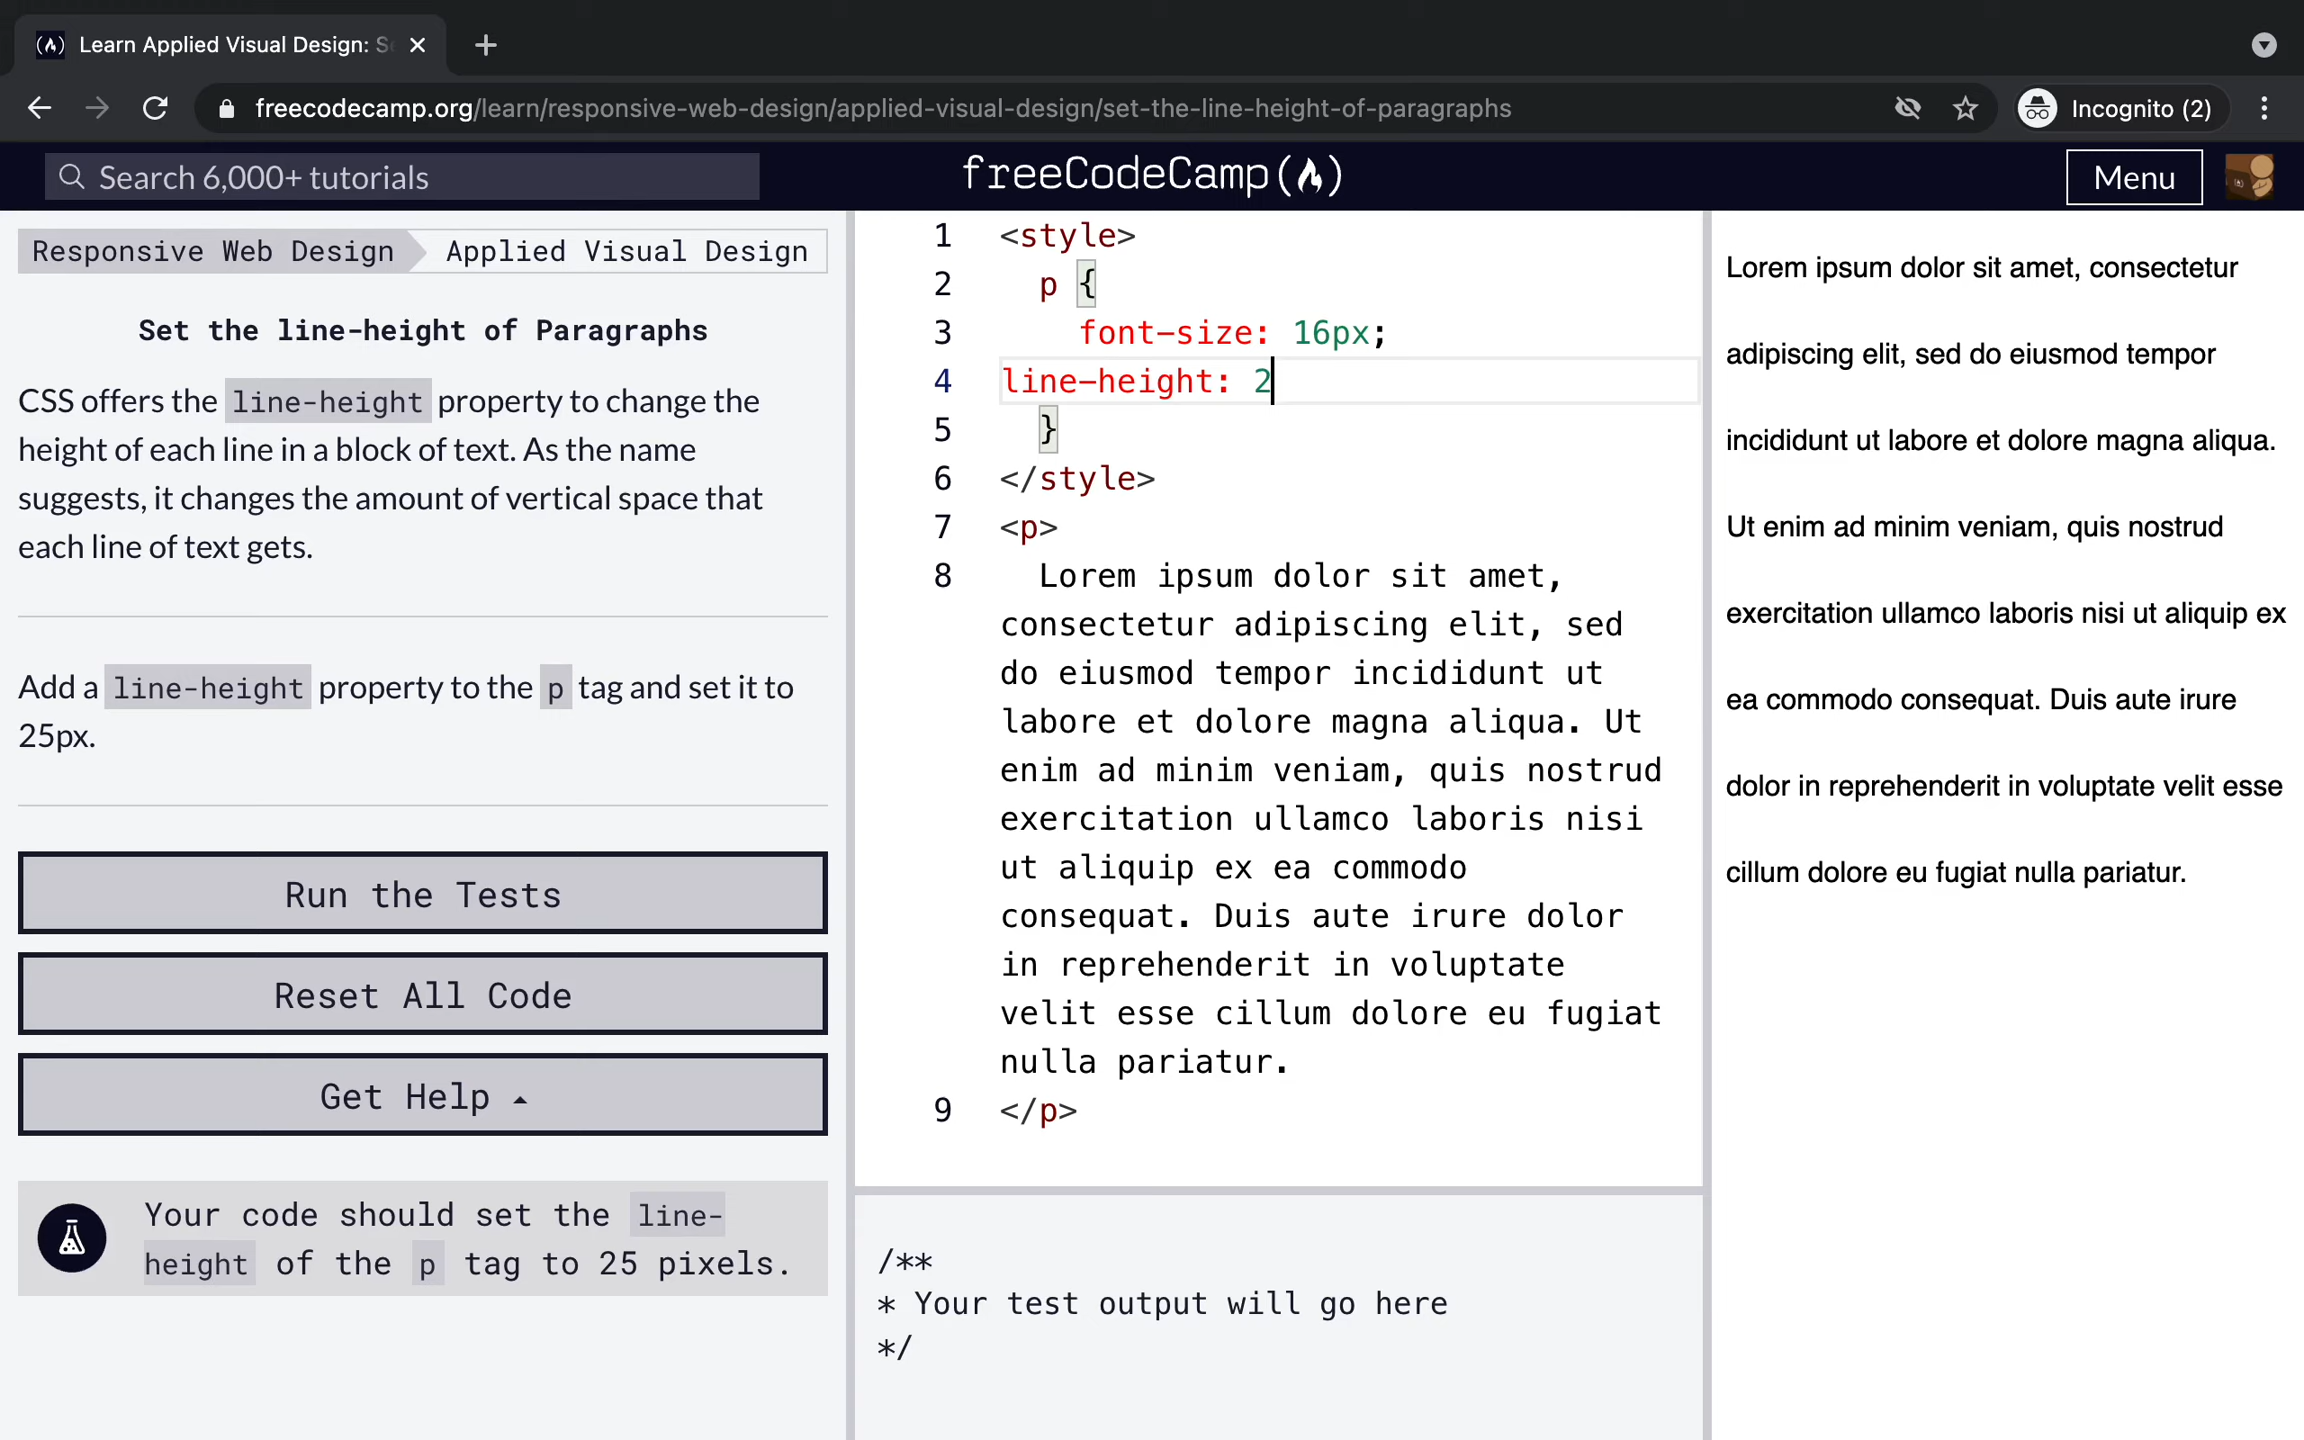 Learn Applied Visual Design:
freecodecamp.org/learn/responsive-web-design/applied-visual-design/set-the-line-height-of-paragraphs
Incognito (2)
Search 6,000+ tutorials
freeCodeCamp(🔥)
Menu
Responsive Web Design
Applied Visual Design
Set the line-height of Paragraphs
CSS offers the line-height property to change the
height of each line in a block of text. As the name
suggests, it changes the amount of vertical space that
each line of text gets.
Add a line-height property to the p tag and set it to
25px.
Run the Tests
Reset All Code
Get Help
Your code should set the line-
height of the p tag to 25 pixels.
1 <style>
2 p {
3 font-size: 16px;
4 line-height: 2
5 }
6 </style>
7 <p>
8 Lorem ipsum dolor sit amet,
consectetur adipiscing elit, sed
do eiusmod tempor incididunt ut
labore et dolore magna aliqua. Ut
enim ad minim veniam, quis nostrud
exercitation ullamco laboris nisi
ut aliquip ex ea commodo
consequat. Duis aute irure dolor
in reprehenderit in voluptate
velit esse cillum dolore eu fugiat
nulla pariatur.
9 </p>
/**
* Your test output will go here
*/
Lorem ipsum dolor sit amet, consectetur
adipiscing elit, sed do eiusmod tempor
incididunt ut labore et dolore magna aliqua.
Ut enim ad minim veniam, quis nostrud
exercitation ullamco laboris nisi ut aliquip ex
ea commodo consequat. Duis aute irure
dolor in reprehenderit in voluptate velit esse
cillum dolore eu fugiat nulla pariatur.